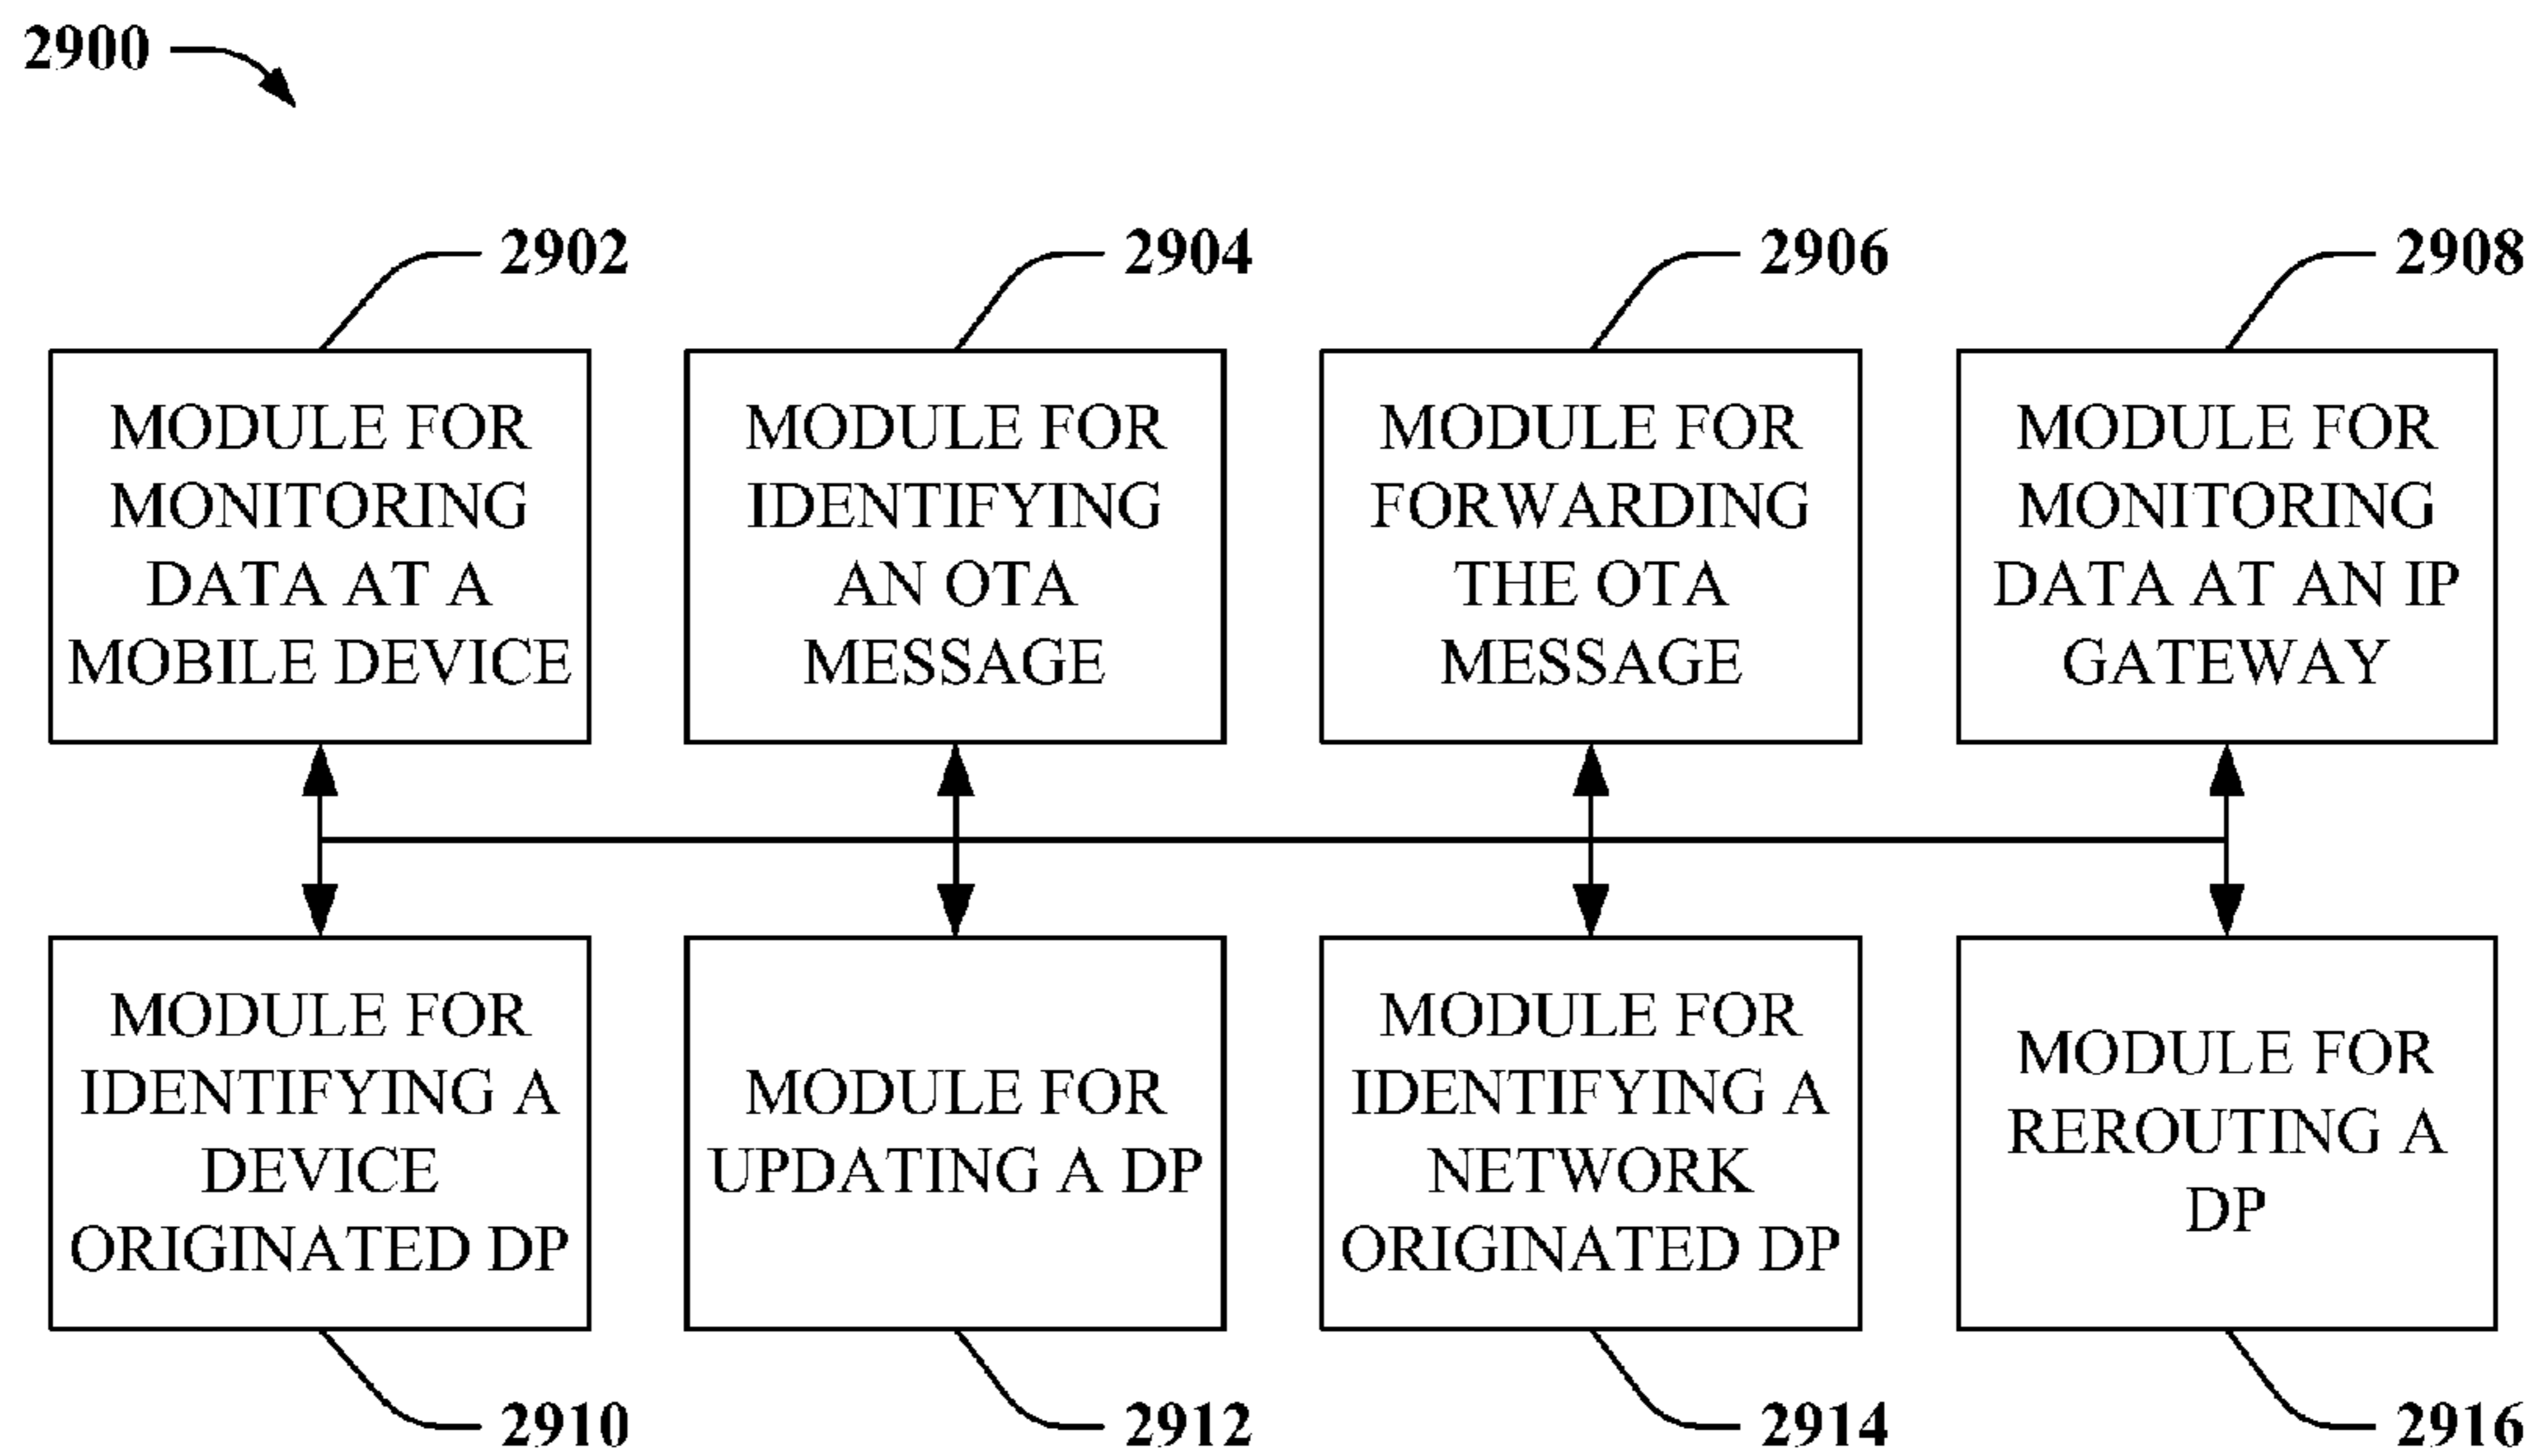 2900
2902
2904
2906
2908
MODULE FOR
MONITORING
DATA AT A
MOBILE DEVICE
MODULE FOR
IDENTIFYING
AN OTA
MESSAGE
MODULE FOR
FORWARDING
THE OTA
MESSAGE
MODULE FOR
MONITORING
DATA AT AN IP
GATEWAY
MODULE FOR
IDENTIFYING A
DEVICE
ORIGINATED DP
MODULE FOR
UPDATING A DP
MODULE FOR
IDENTIFYING A
NETWORK
ORIGINATED DP
MODULE FOR
REROUTING A
DP
2910
2912
2914
2916